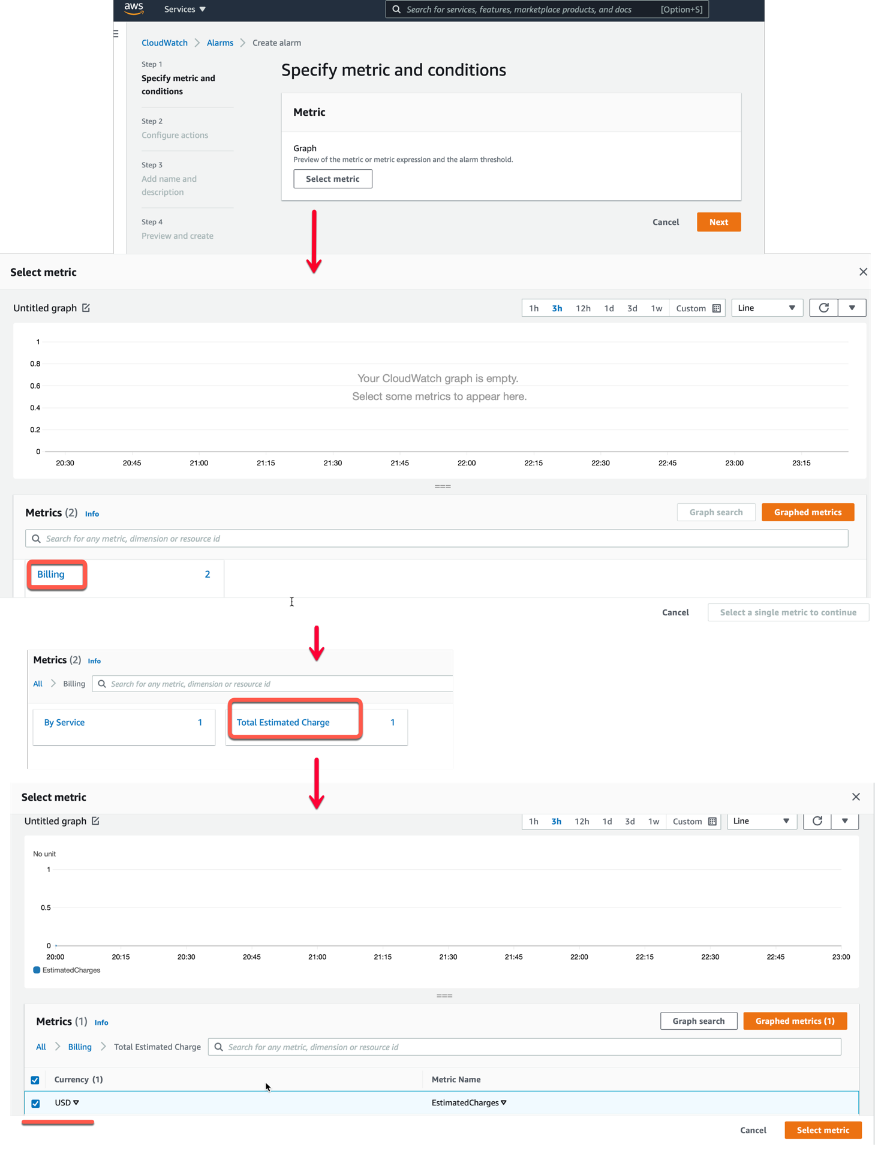 aws
Services ▼
Search for services, features, marketplace products, and docs
[Option+S]
CloudWatch > Alarms > Create alarm
Step 1
Specify metric and
conditions
Step 2
Configure actions
Step 3
Add name and
description
Step 4
Preview and create
Specify metric and conditions
Metric
Graph
Preview of the metric or metric expression and the alarm threshold.
Select metric
Cancel
Next
Select metric
Untitled graph
1h 3h 12h 1d 3d 1w Custom
Line
1
0.8
0.6
0.4
0.2
0
Your CloudWatch graph is empty.
Select some metrics to appear here.
20:30 20:45 21:00 21:15 21:30 21:45 22:00 22:15 22:30 22:45 23:00 23:15
Metrics (2) Info
Graph search
Graphed metrics
Search for any metric, dimension or resource id
Billing 2
Cancel
Select a single metric to continue
Metrics (2) Info
All > Billing
Search for any metric, dimension or resource id
By Service 1
Total Estimated Charge 1
Select metric
Untitled graph
1h 3h 12h 1d 3d 1w Custom
Line
No unit
1
0.5
0
20:00 20:15 20:30 20:45 21:00 21:15 21:30 21:45 22:00 22:15 22:30 22:45 23:00
EstimatedCharges
Metrics (1) Info
Graph search
Graphed metrics (1)
All > Billing > Total Estimated Charge
Search for any metric, dimension or resource id
Currency (1)
Metric Name
USD
EstimatedCharges
Cancel
Select metric